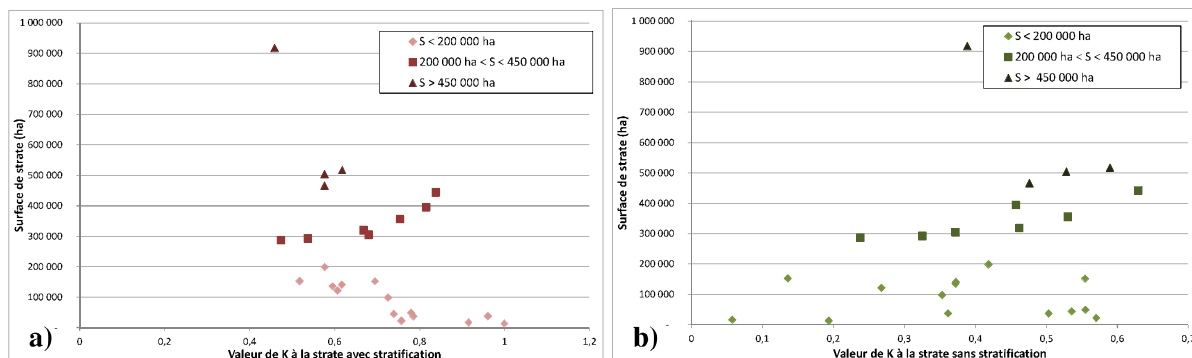 1 000 000
900 000
800 000
700 000
600 000
500 000
400 000
300 000
200 000
100 000
-
Surface de strate (ha)
S < 200 000 ha
200 000 ha < S < 450 000 ha
S > 450 000 ha
0 0,2 0,4 0,6 0,8 1 1,2
Valeur de K à la strate avec stratification
a)
1 000 000
900 000
800 000
700 000
600 000
500 000
400 000
300 000
200 000
100 000
-
Surface de strate (ha)
S < 200 000 ha
200 000 ha < S < 450 000 ha
S > 450 000 ha
0 0,1 0,2 0,3 0,4 0,5 0,6
Valeur de K à la strate sans stratification
b)